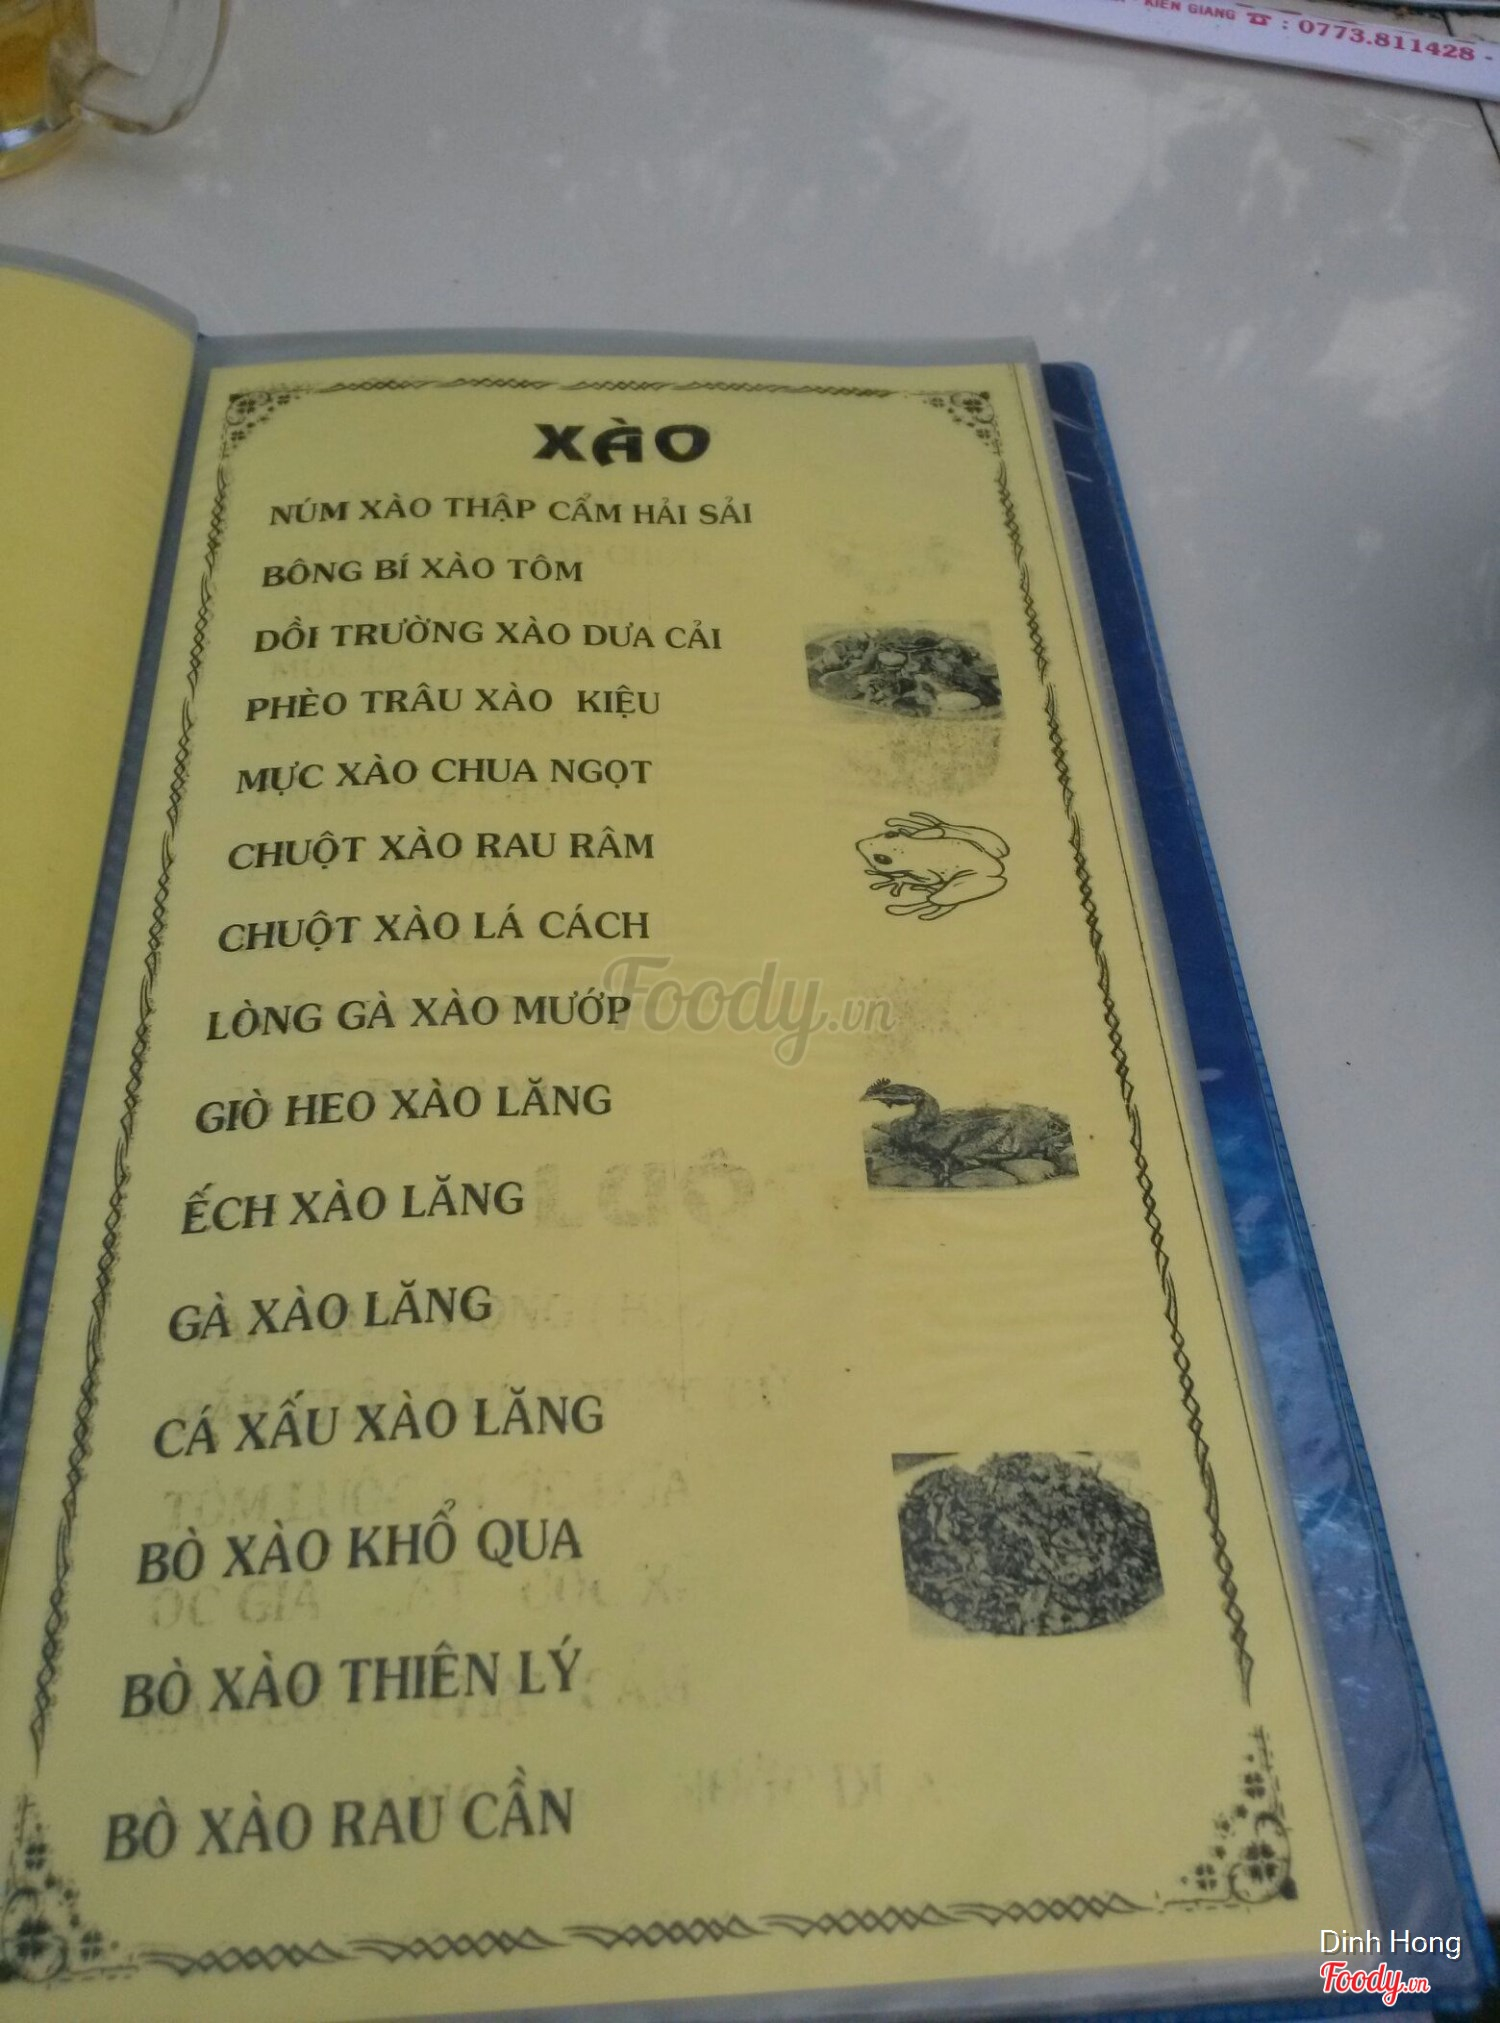 KIÊN GIANG ☎ : 0773.811428 -
XÀO
NÚM XÀO THẬP CẨM HẢI SẢI
BÔNG BÍ XÀO TÔM
DỒI TRƯỜNG XÀO DƯA CẢI
PHÈO TRÂU XÀO KIỆU
MỰC XÀO CHUA NGỌT
CHUỘT XÀO RAU RÂM
CHUỘT XÀO LÁ CÁCH
LÒNG GÀ XÀO MƯỚP
Foody.vn
GIÒ HEO XÀO LĂNG
ẾCH XÀO LĂNG
GÀ XÀO LĂNG
CÁ XẤU XÀO LĂNG
BÒ XÀO KHỔ QUA
BÒ XÀO THIÊN LÝ
BÒ XÀO RAU CẦN
Dinh Hong
Foody.vn